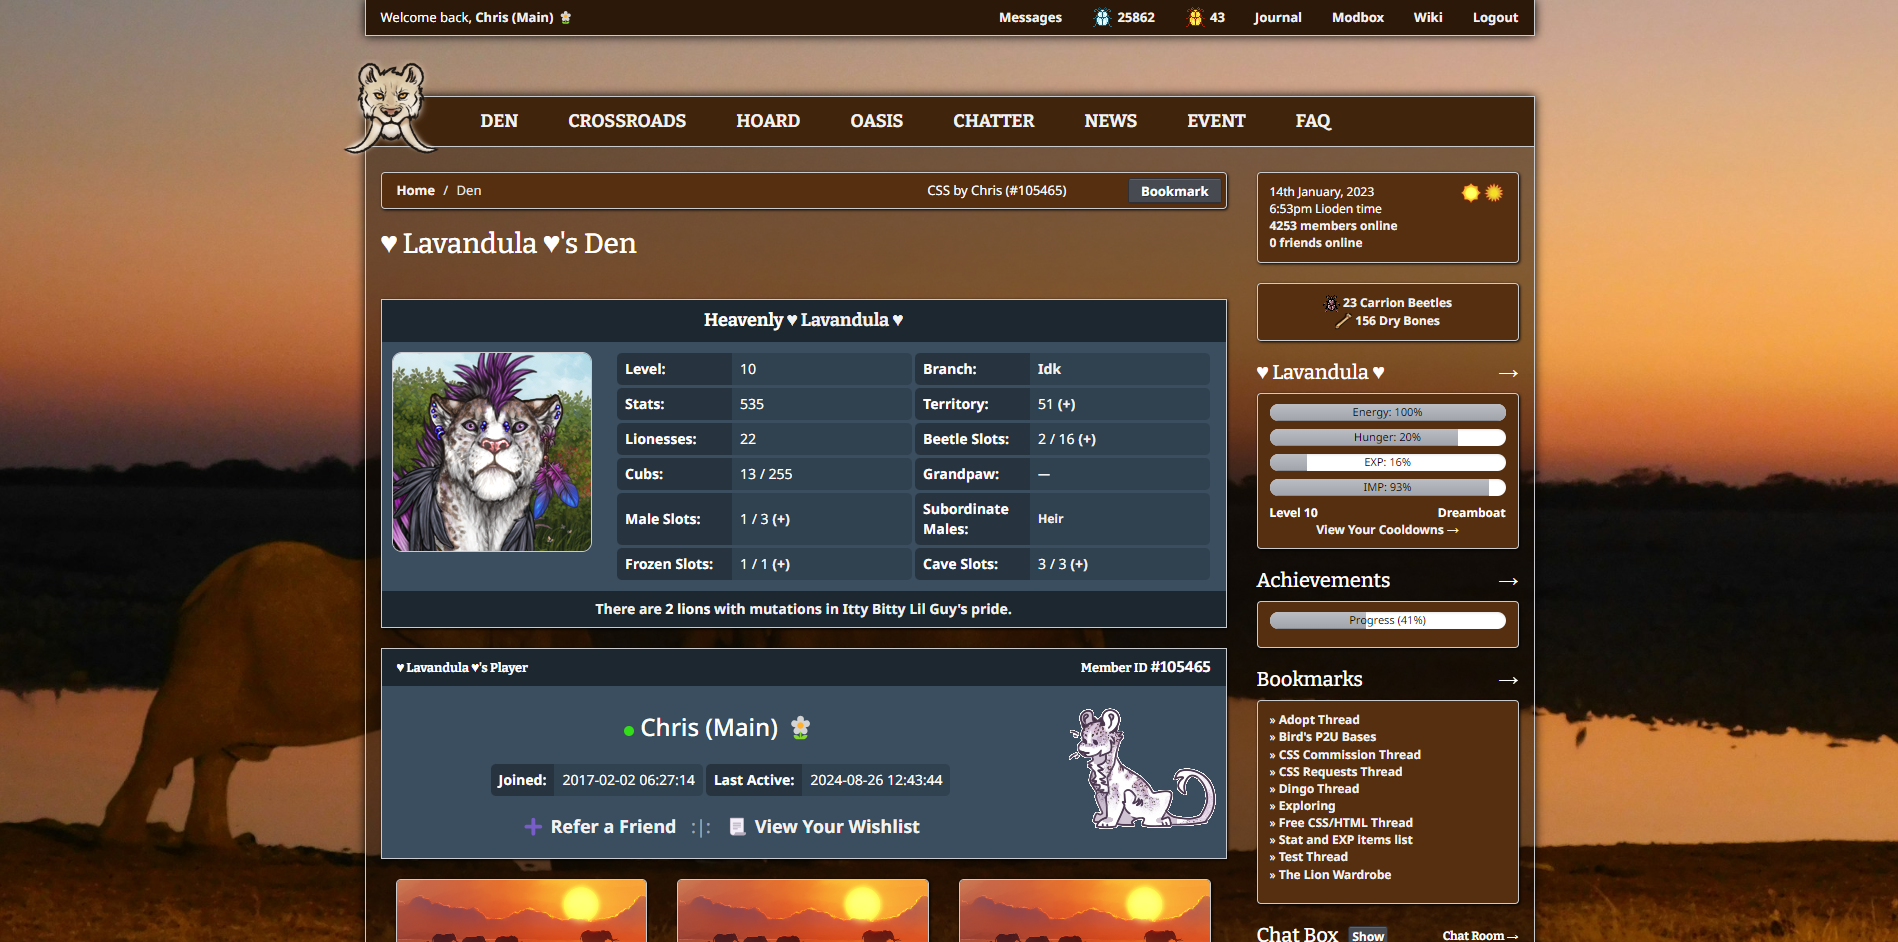 Welcome back, Chris (Main)
Messages 25862 43 Journal Modbox Wiki Logout
DEN CROSSROADS HOARD OASIS CHATTER NEWS EVENT FAQ
Home / Den CSS by Chris (#105465) Bookmark
♥ Lavandula ♥'s Den
Heavenly ♥ Lavandula ♥
Level: 10 Branch: Idk
Stats: 535 Territory: 51 (+)
Lionesses: 22 Beetle Slots: 2 / 16 (+)
Cubs: 13 / 255 Grandpaw: —
Male Slots: 1 / 3 (+) Subordinate
Males: Heir
Frozen Slots: 1 / 1 (+) Cave Slots: 3 / 3 (+)
There are 2 lions with mutations in Itty Bitty Lil Guy's pride.
♥ Lavandula ♥'s Player Member ID #105465
Chris (Main)
Joined: 2017-02-02 06:27:14 Last Active: 2024-08-26 12:43:44
Refer a Friend :|: View Your Wishlist
14th January, 2023
6:53pm Lioden time
4253 members online
0 friends online
23 Carrion Beetles
156 Dry Bones
♥ Lavandula ♥ →
Energy: 100%
Hunger: 20%
EXP: 16%
IMP: 93%
Level 10 Dreamboat
View Your Cooldowns →
Achievements →
Progress (41%)
Bookmarks →
» Adopt Thread
» Bird's P2U Bases
» CSS Commission Thread
» CSS Requests Thread
» Dingo Thread
» Exploring
» Free CSS/HTML Thread
» Stat and EXP items list
» Test Thread
» The Lion Wardrobe
Chat Box Show Chat Room →